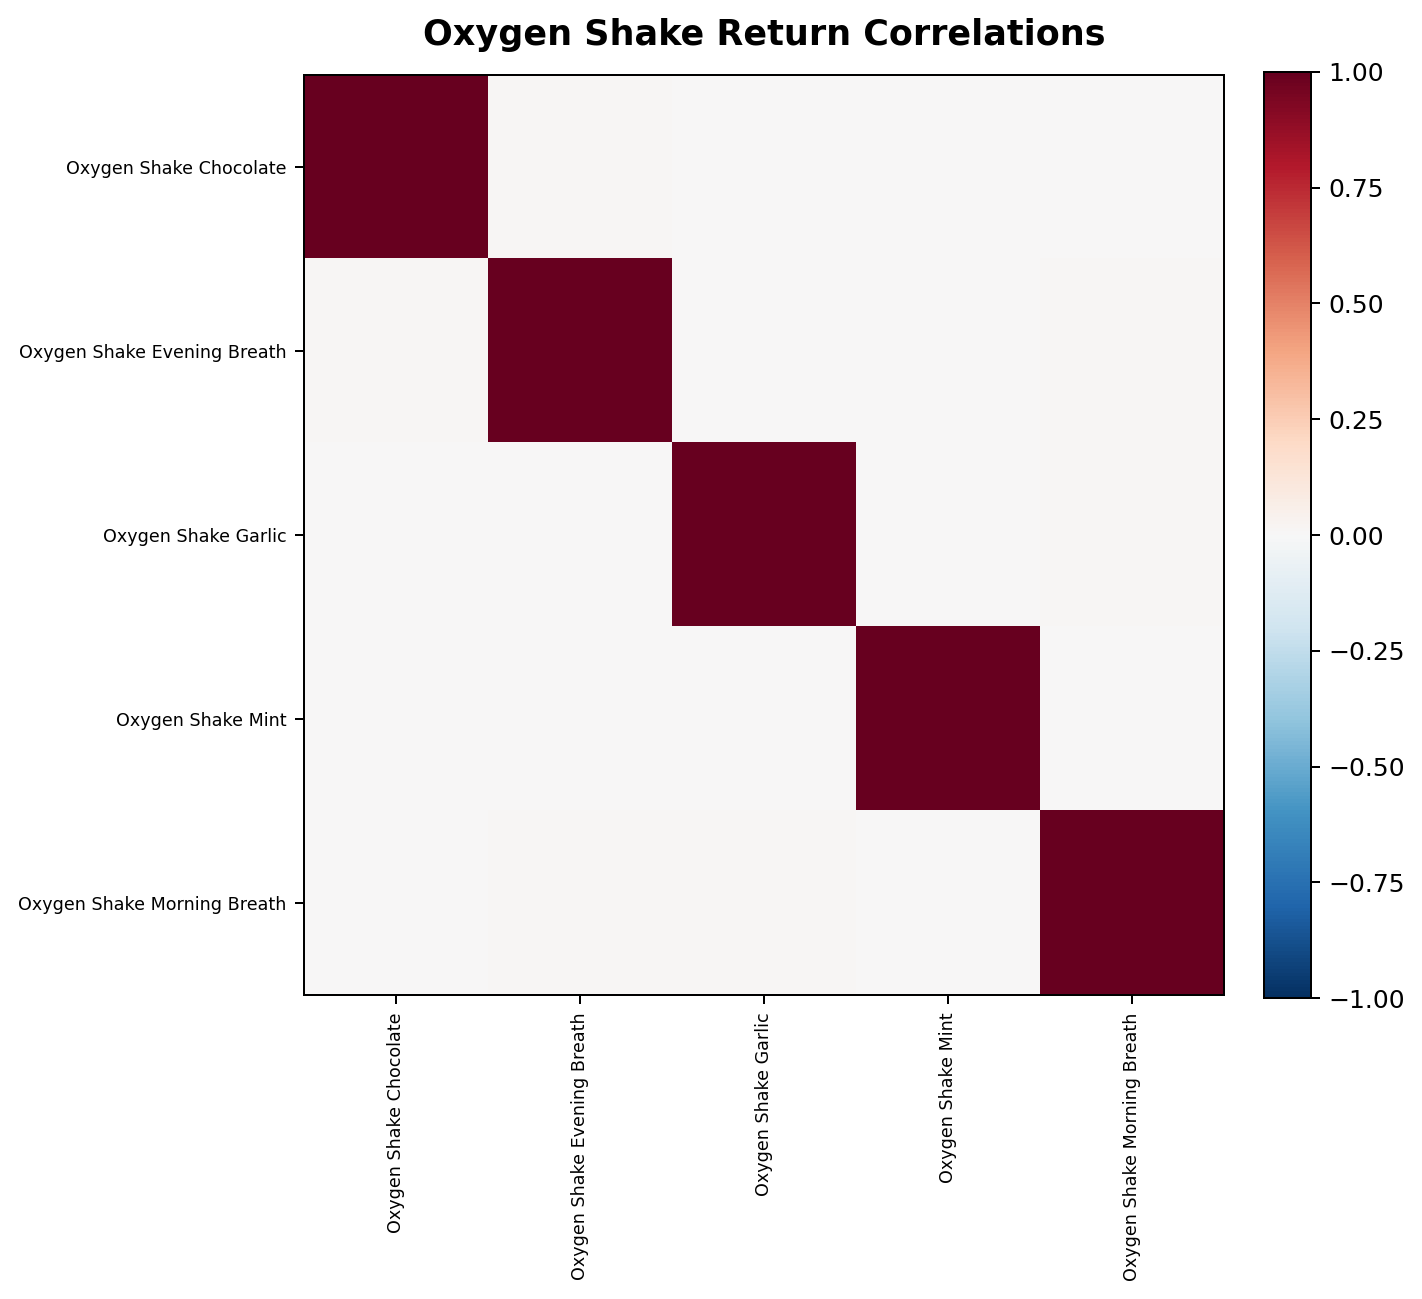 Oxygen Shake Return Correlations
Oxygen Shake Chocolate
Oxygen Shake Evening Breath
Oxygen Shake Garlic
Oxygen Shake Mint
Oxygen Shake Morning Breath
Oxygen Shake Chocolate
Oxygen Shake Evening Breath
Oxygen Shake Garlic
Oxygen Shake Mint
Oxygen Shake Morning Breath
1.00
0.75
0.50
0.25
0.00
−0.25
−0.50
−0.75
−1.00